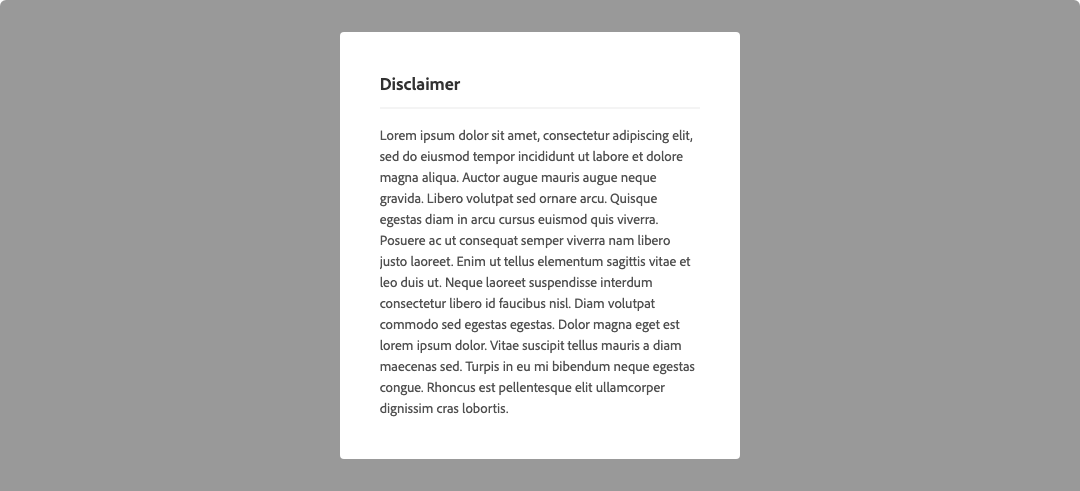 Disclaimer
Lorem ipsum dolor sit amet, consectetur adipiscing elit,
sed do eiusmod tempor incididunt ut labore et dolore
magna aliqua. Auctor augue mauris augue neque
gravida. Libero volutpat sed ornare arcu. Quisque
egestas diam in arcu cursus euismod quis viverra.
Posuere ac ut consequat semper viverra nam libero
justo laoreet. Enim ut tellus elementum sagittis vitae et
leo duis ut. Neque laoreet suspendisse interdum
consectetur libero id faucibus nisl. Diam volutpat
commodo sed egestas egestas. Dolor magna eget est
lorem ipsum dolor. Vitae suscipit tellus mauris a diam
maecenas sed. Turpis in eu mi bibendum neque egestas
congue. Rhoncus est pellentesque elit ullamcorper
dignissim cras lobortis.